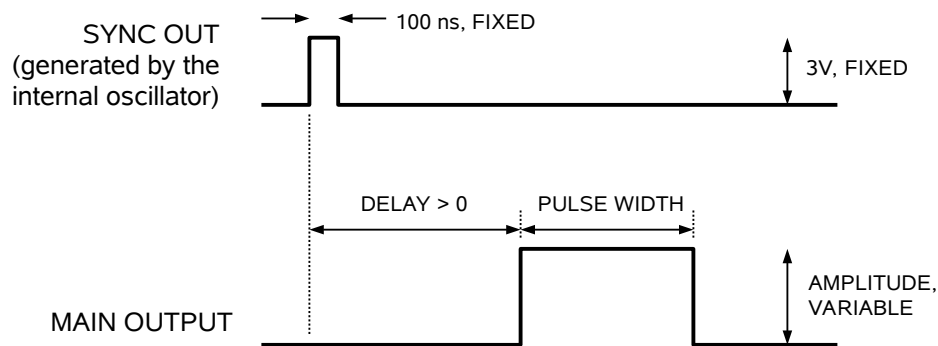 100 ns, FIXED
SYNC OUT
(generated by the
internal oscillator)
3V, FIXED
DELAY > 0
PULSE WIDTH
AMPLITUDE,
VARIABLE
MAIN OUTPUT